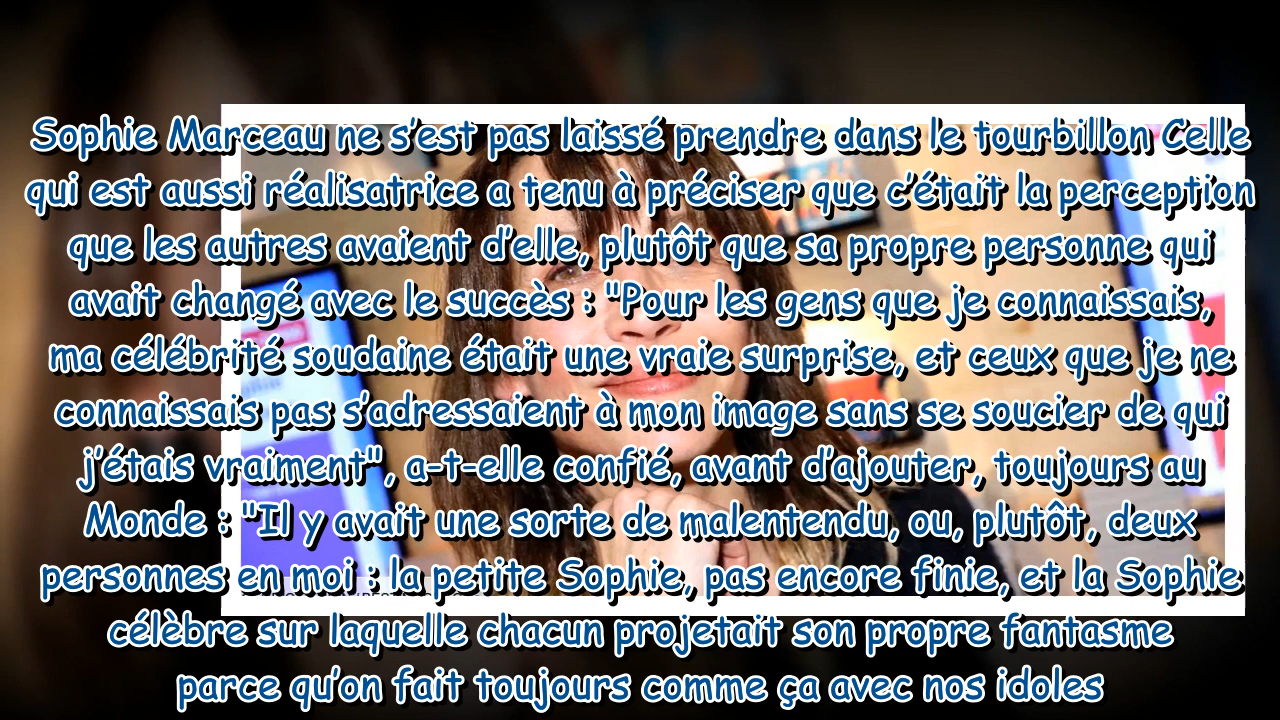 Sophie Marceau ne s’est pas laissé prendre dans le tourbillon Celle
qui est aussi réalisatrice a tenu à préciser que c’était la perception
que les autres avaient d’elle, plutôt que sa propre personne qui
avait changé avec le succès : "Pour les gens que je connaissais,
ma célébrité soudaine était une vraie surprise, et ceux que je ne
connaissais pas s’adressaient à mon image sans se soucier de qui
j’étais vraiment", a-t-elle confié, avant d’ajouter, toujours au
Monde : "Il y avait une sorte de malentendu, ou, plutôt, deux
personnes en moi : la petite Sophie, pas encore finie, et la Sophie
célèbre sur laquelle chacun projetait son propre fantasme
parce qu’on fait toujours comme ça avec nos idoles